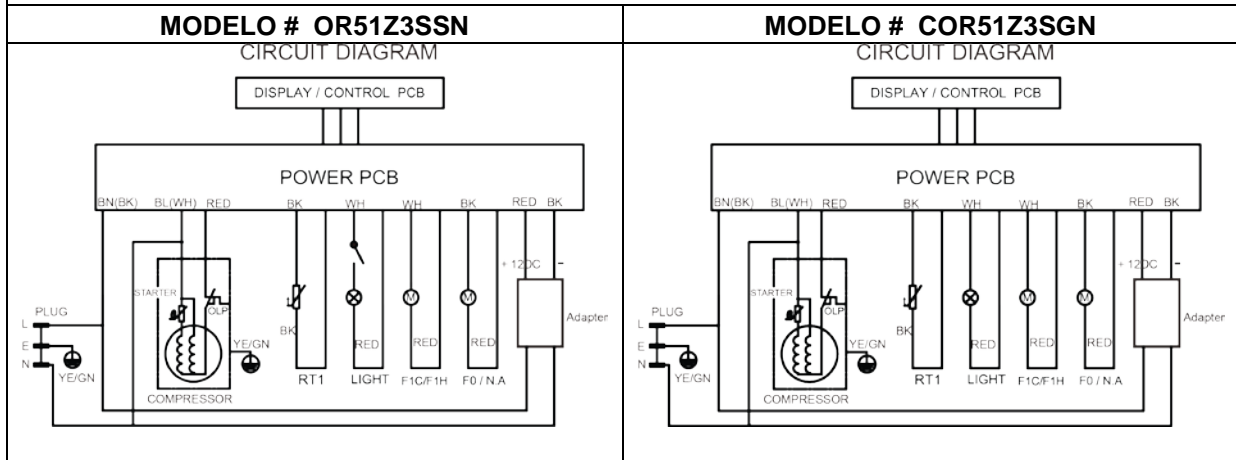 MODELO # OR51Z3SSN
CIRCUIT DIAGRAM
DISPLAY / CONTROL PCB
POWER PCB
BN(BK) BL(WH) RED BK WH WH BK RED BK
+ 12DC -
STARTER
OLP
PLUG
L
E
N
YE/GN
YE/GN
Adapter
BK
RED
RED
RED
RT1 LIGHT F1C/F1H F0 / N.A
COMPRESSOR
M
M
MODELO # COR51Z3SGN
CIRCUIT DIAGRAM
DISPLAY / CONTROL PCB
POWER PCB
BN(BK) BL(WH) RED BK WH WH BK RED BK
+ 12DC -
STARTER
OLP
PLUG
L
E
N
YE/GN
YE/GN
Adapter
BK
RED
RED
RED
RT1 LIGHT F1C/F1H F0 / N.A
COMPRESSOR
M
M